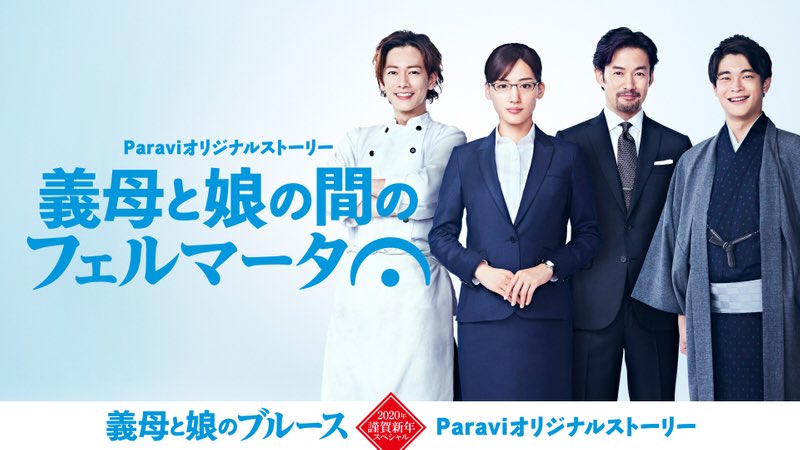 Paraviオリジナルストーリー
義母と娘の間の
フェルマータ
義母と娘のブルース
2020年
謹賀新年
スペシャル
Paraviオリジナルストーリー